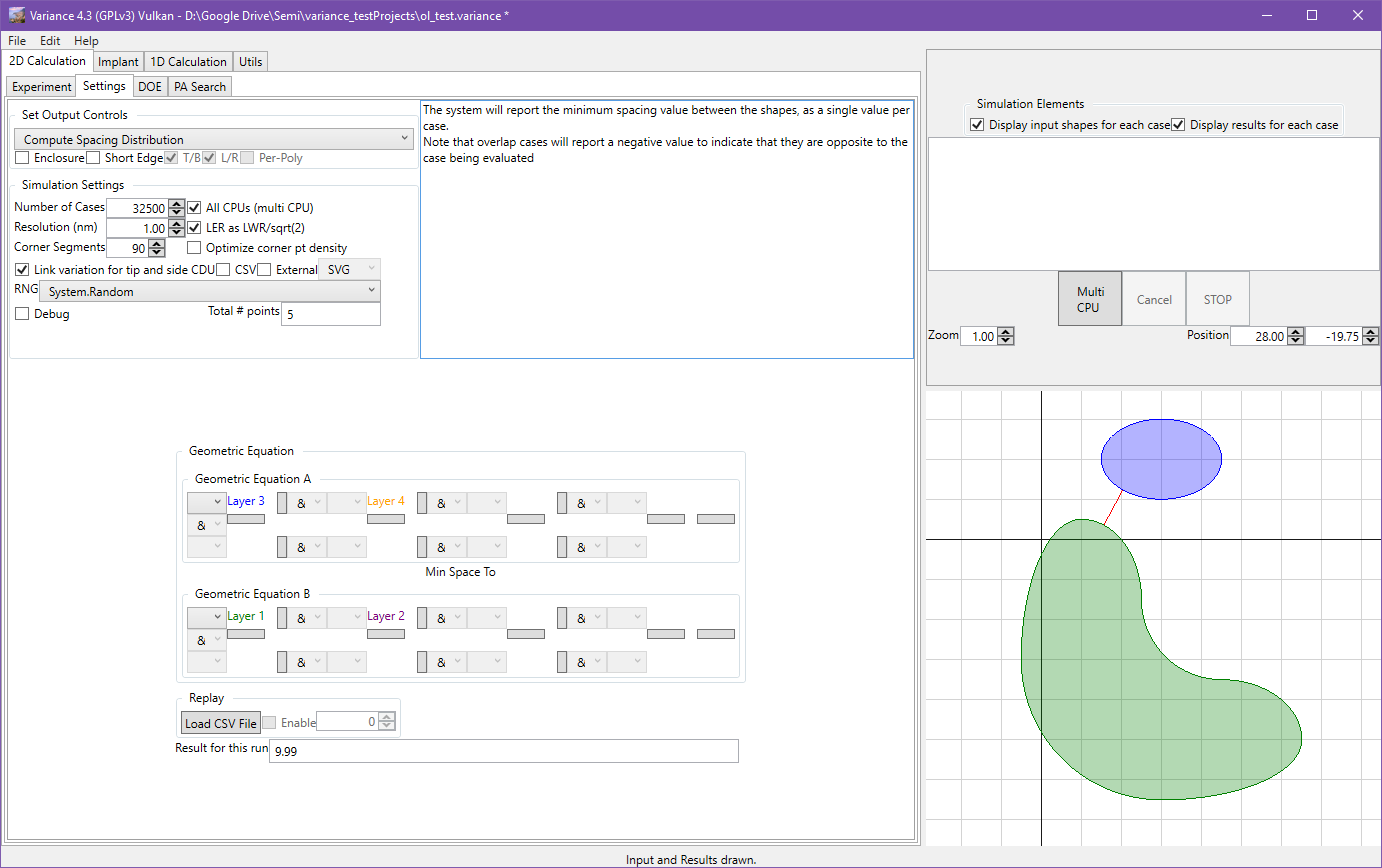 Variance 4.3 (GPLv3) Vulkan - D:\Google Drive\Semi\variance_testProjects\ol_test.variance *
File Edit Help
2D Calculation Implant 1D Calculation Utils
Experiment Settings DOE PA Search
Set Output Controls
Compute Spacing Distribution
Enclosure Short Edge T/B L/R Per-Poly
The system will report the minimum spacing value between the shapes, as a single value per
case.
Note that overlap cases will report a negative value to indicate that they are opposite to the
case being evaluated
Simulation Settings
Number of Cases 32500 All CPUs (multi CPU)
Resolution (nm) 1.00 LER as LWR/sqrt(2)
Corner Segments 90 Optimize corner pt density
Link variation for tip and side CDU CSV External SVG
RNG System.Random
Debug Total # points 5
Geometric Equation
Geometric Equation A
Layer 3 & Layer 4 & &
&
& & &
Min Space To
Geometric Equation B
Layer 1 & Layer 2 & &
&
& & &
Replay
Load CSV File Enable 0
Result for this run 9.99
Simulation Elements
Display input shapes for each case Display results for each case
Multi
CPU
Cancel STOP
Zoom 1.00 Position 28.00 -19.75
Input and Results drawn.